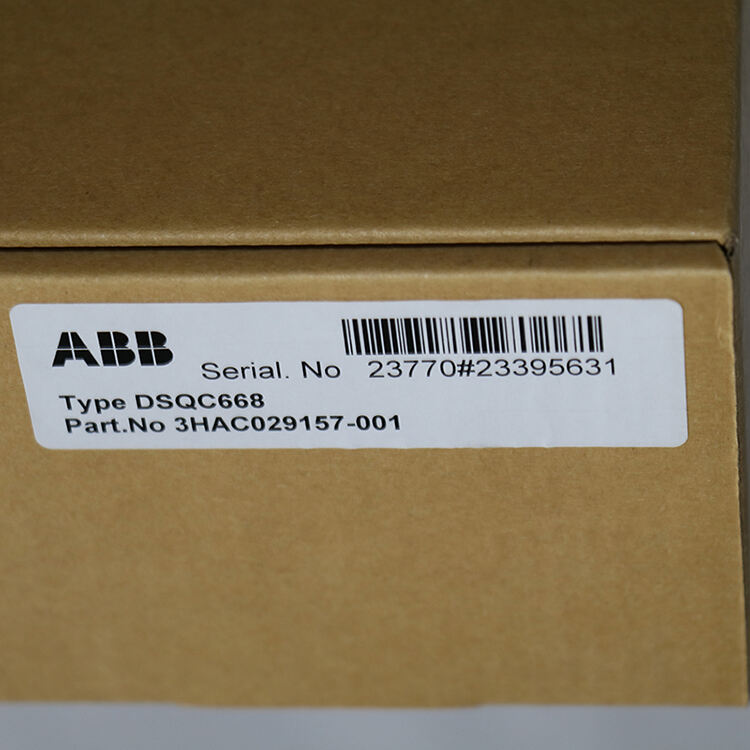 ABB
Serial. No 23770#23395631
Type DSQC668
Part.No 3HAC029157-001